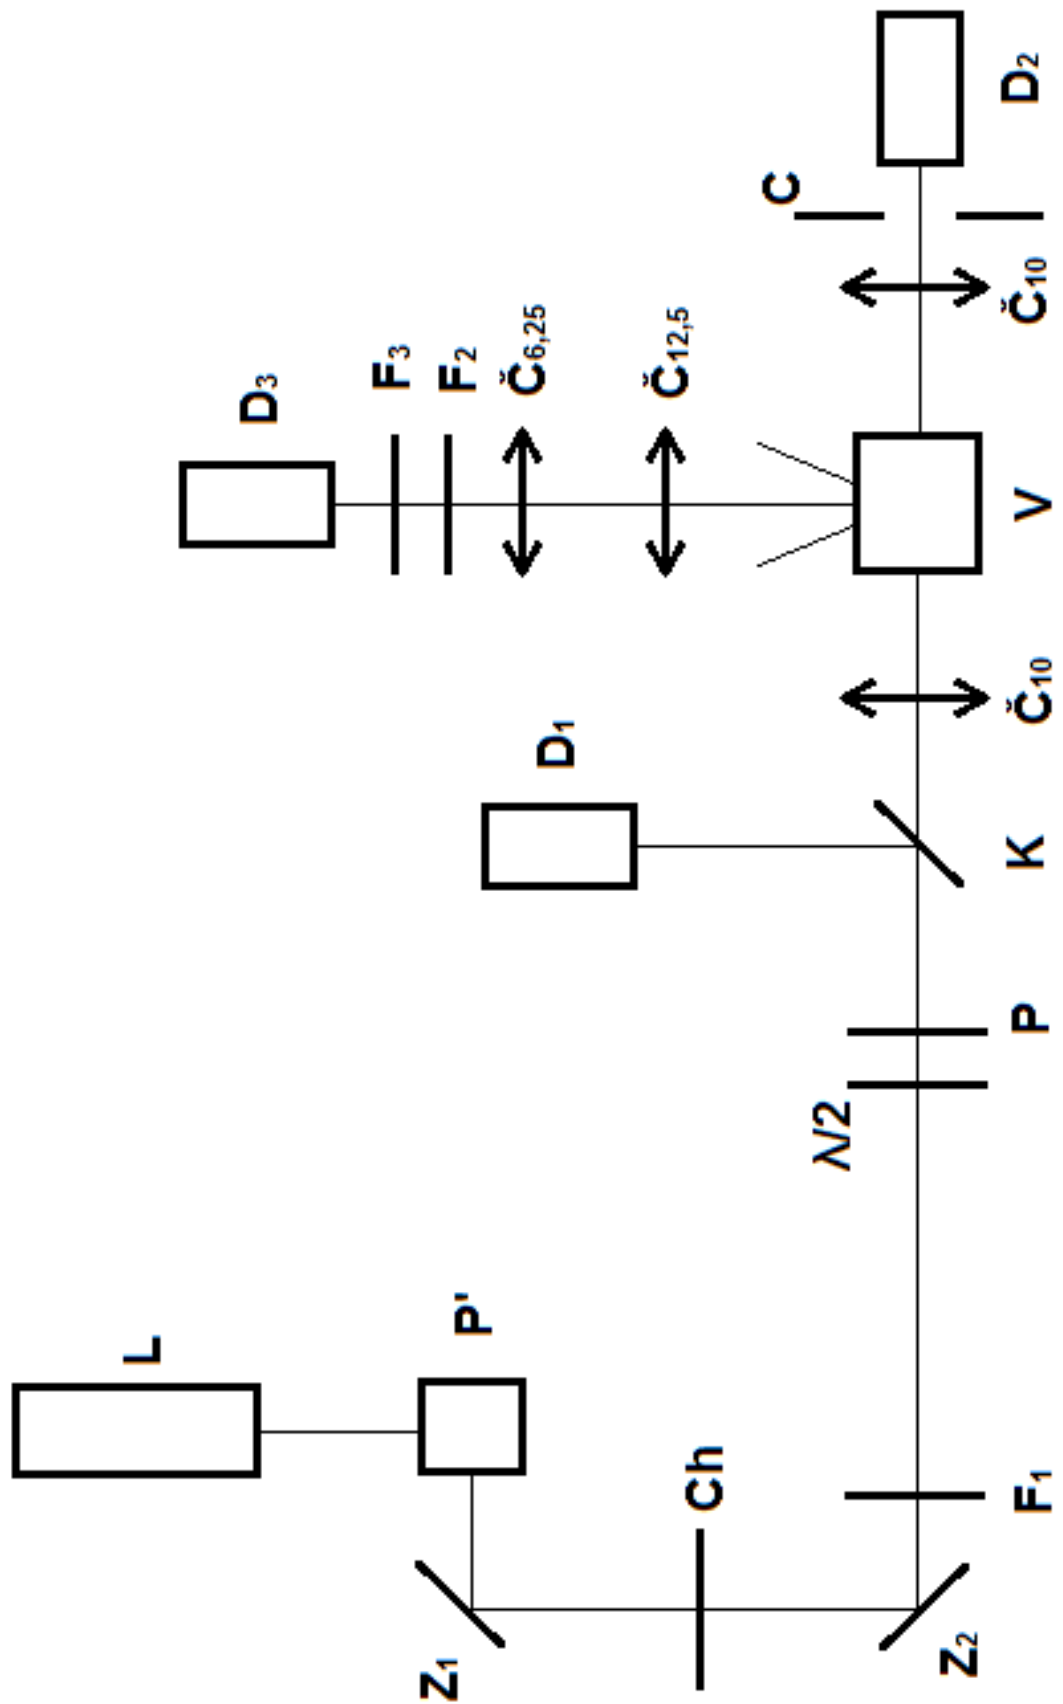 L
P'
Z₁
Ch
Z₂
F₁
λ/2
P
K
D₁
Č₁₀
V
D₃
F₃
F₂
Č₆,₂₅
Č₁₂,₅
C
Č₁₀
D₂